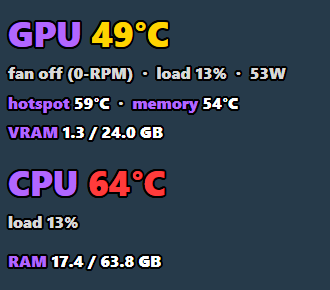 GPU 49°C
fan off (0-RPM) · load 13% · 53W
hotspot 59°C · memory 54°C
VRAM 1.3 / 24.0 GB
CPU 64°C
load 13%
RAM 17.4 / 63.8 GB